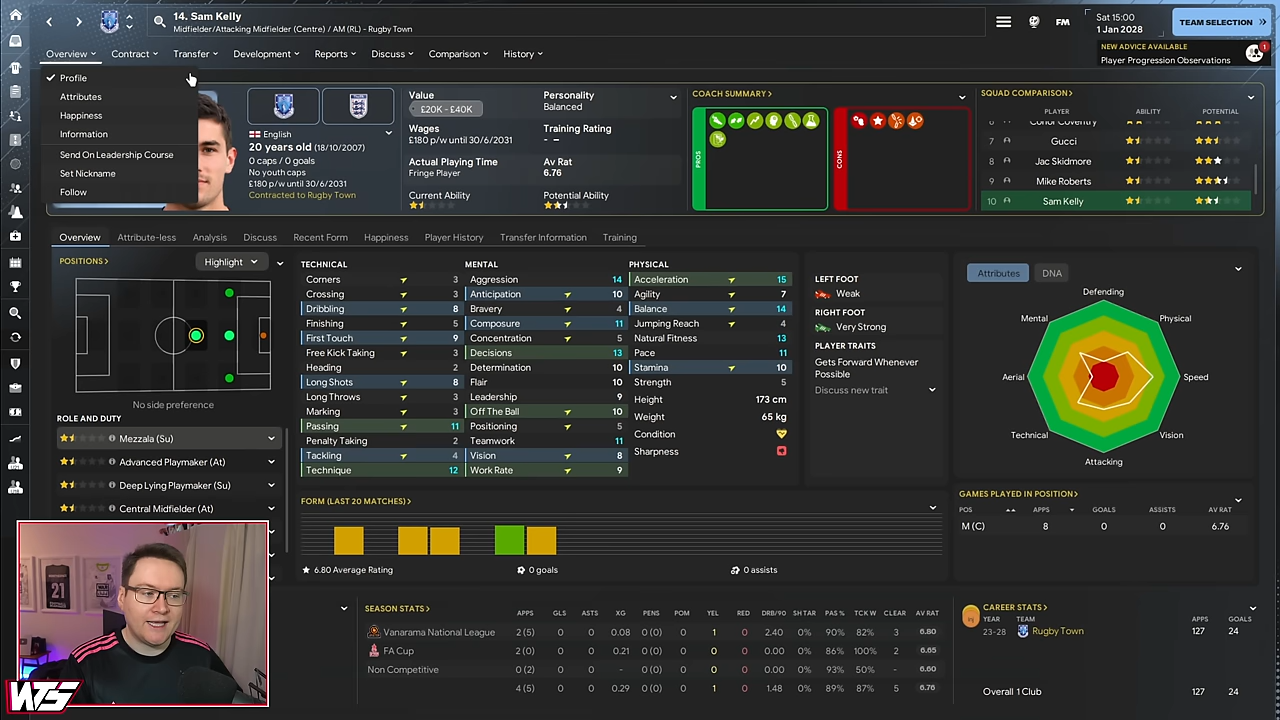 14. Sam Kelly
Midfielder/Attacking Midfielder (Centre) / AM (RL) - Rugby Town
FM
Sat 15:00
1 Jan 2028
TEAM SELECTION
Overview
Contract
Transfer
Development
Reports
Discuss
Comparison
History
NEW ADVICE AVAILABLE
Player Progression Observations
1
Profile
Attributes
Happiness
Information
Send On Leadership Course
Set Nickname
Follow
English
20 years old (18/10/2007)
0 caps / 0 goals
No youth caps
£180 p/w until 30/6/2031
Contracted to Rugby Town
Value
£20K - £40K
Wages
£180 p/w until 30/6/2031
Actual Playing Time
Fringe Player
Current Ability
Personality
Balanced
Training Rating
- -
Av Rat
6.76
Potential Ability
COACH SUMMARY >
PROS
CONS
SQUAD COMPARISON >
PLAYER ABILITY POTENTIAL
7 Gucci
8 Jac Skidmore
9 Mike Roberts
10 Sam Kelly
Overview Attribute-less Analysis Discuss Recent Form Happiness Player History Transfer Information Training
POSITIONS >
Highlight
No side preference
ROLE AND DUTY
Mezzala (Su)
Advanced Playmaker (At)
Deep Lying Playmaker (Su)
Central Midfielder (At)
TECHNICAL
Corners 3
Crossing 3
Dribbling 8
Finishing 5
First Touch 9
Free Kick Taking 3
Heading 2
Long Shots 8
Long Throws 3
Marking 3
Passing 11
Penalty Taking 2
Tackling 4
Technique 12
MENTAL
Aggression 14
Anticipation 10
Bravery 4
Composure 11
Concentration 5
Decisions 13
Determination 10
Flair 10
Leadership 9
Off The Ball 10
Positioning 5
Teamwork 11
Vision 8
Work Rate 9
PHYSICAL
Acceleration 15
Agility 7
Balance 14
Jumping Reach 4
Natural Fitness 13
Pace 11
Stamina 10
Strength 5
Height 173 cm
Weight 65 kg
Condition
Sharpness
LEFT FOOT
Weak
RIGHT FOOT
Very Strong
PLAYER TRAITS
Gets Forward Whenever
Possible
Discuss new trait
Attributes DNA
Defending
Mental
Physical
Aerial
Speed
Technical
Vision
Attacking
FORM (LAST 20 MATCHES) >
6.80 Average Rating
0 goals
0 assists
GAMES PLAYED IN POSITION >
POS APPS GOALS ASSISTS AV RAT
M (C) 8 0 0 6.76
SEASON STATS > APPS GLS ASTS XG PENS POM YEL RED DRB/90 SH TAR PAS % TCK W CLEAR AV RAT
Vanarama National League 2 (5) 0 0 0.08 0 (0) 0 1 0 2.40 0% 90% 82% 3 6.80
FA Cup 2 (0) 0 0 0.21 0 (0) 0 0 0 0.00 0% 86% 100% 2 6.65
Non Competitive 0 (2) 0 0 - 0 (0) 0 0 0 0.00 0% 93% 50% - 6.60
4 (5) 0 0 0.29 0 (0) 0 1 0 1.48 0% 89% 87% 5 6.76
CAREER STATS >
YEAR TEAM APPS GOALS
23-28 Rugby Town 127 24
Overall 1 Club 127 24
21
WTS